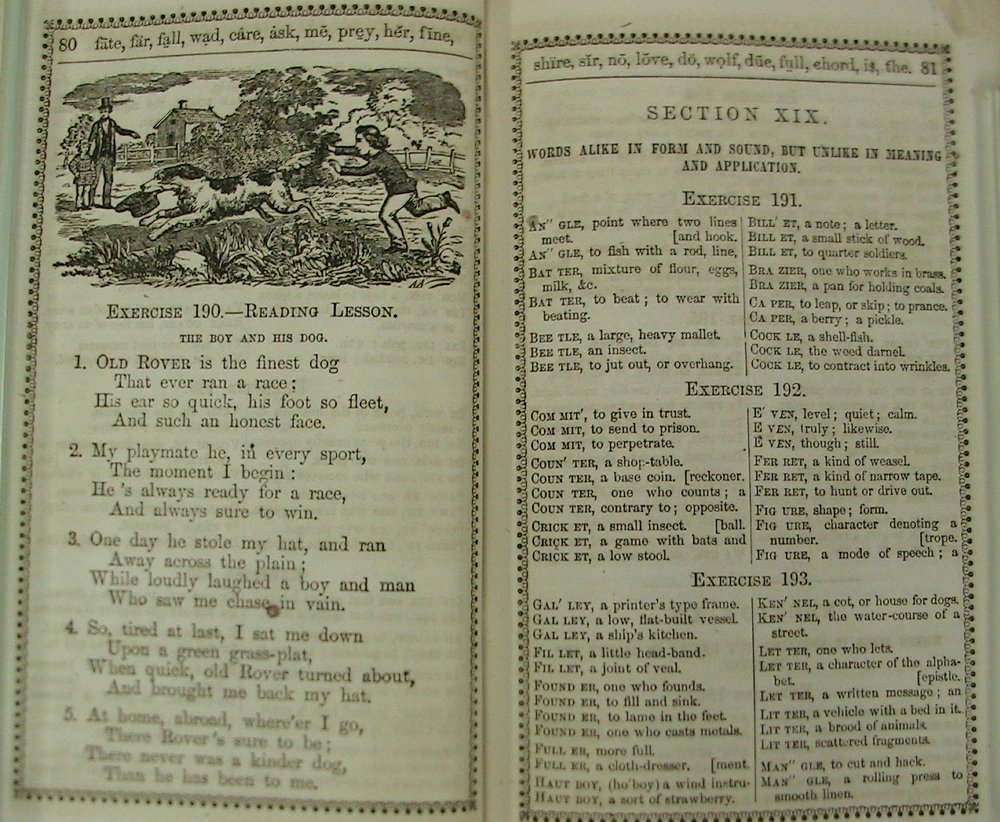 80 fāte, fär, fạll, wạd, câre, ȧsk, mē, prẹy, hẽr, fīne,
AA
EXERCISE 190.—READING LESSON.
THE BOY AND HIS DOG.
1. OLD ROVER is the finest dog
That ever ran a race;
His ear so quick, his foot so fleet,
And such an honest face.
2. My playmate he, in every sport,
The moment I begin:
He's always ready for a race,
And always sure to win.
3. One day he stole my hat, and ran
Away across the plain;
While loudly laughed a boy and man
Who saw me chase in vain.
4. So, tired at last, I sat me down
Upon a green grass-plat,
When quick, old Rover turned about,
And brought me back my hat.
5. At home, abroad, where'er I go,
There Rover's sure to be;
There never was a kinder dog,
Than he has been to me.
shïre, sïr, nō, lȯve, dö, wolf, dūe, full, chord, iṣ, the. 81
SECTION XIX.
WORDS ALIKE IN FORM AND SOUND, BUT UNLIKE IN MEANING
AND APPLICATION.
EXERCISE 191.
AN" GLE, point where two lines
meet. [and hook.
AN" GLE, to fish with a rod, line,
BAT TER, mixture of flour, eggs,
milk, &c.
BAT TER, to beat; to wear with
beating.
BEE TLE, a large, heavy mallet.
BEE TLE, an insect.
BEE TLE, to jut out, or overhang.
BILL' ET, a note; a letter.
BILL ET, a small stick of wood.
BILL ET, to quarter soldiers.
BRA ZIER, one who works in brass.
BRA ZIER, a pan for holding coals.
CA PER, to leap, or skip; to prance.
CA PER, a berry; a pickle.
COCK LE, a shell-fish.
COCK LE, the weed darnel.
COCK LE, to contract into wrinkles.
EXERCISE 192.
COM MIT', to give in trust.
COM MIT, to send to prison.
COM MIT, to perpetrate.
COUN' TER, a shop-table.
COUN TER, a base coin. [reckoner.
COUN TER, one who counts; a
COUN TER, contrary to; opposite.
CRICK ET, a small insect. [ball.
CRICK ET, a game with bats and
CRICK ET, a low stool.
E' VEN, level; quiet; calm.
E VEN, truly; likewise.
E VEN, though; still.
FER RET, a kind of weasel.
FER RET, a kind of narrow tape.
FER RET, to hunt or drive out.
FIG URE, shape; form.
FIG URE, character denoting a
number. [trope.
FIG URE, a mode of speech; a
EXERCISE 193.
GAL' LEY, a printer's type frame.
GAL LEY, a low, flat-built vessel.
GAL LEY, a ship's kitchen.
FIL LET, a little head-band.
FIL LET, a joint of veal.
FOUND ER, one who founds.
FOUND ER, to fill and sink.
FOUND ER, to lame in the feet.
FOUND ER, one who casts metals.
FULL ER, more full.
FULL ER, a cloth-dresser. [ment.
HAUT BOY, (ho'boy) a wind instru-
HAUT BOY, a sort of strawberry.
KEN' NEL, a cot, or house for dogs.
KEN' NEL, the water-course of a
street.
LET TER, one who lets.
LET TER, a character of the alpha-
bet. [epistle.
LET TER, a written message; an
LIT TER, a vehicle with a bed in it.
LIT TER, a brood of animals.
LIT TER, scattered fragments.
MAN" GLE, to cut and hack.
MAN" GLE, a rolling press to
smooth linen.